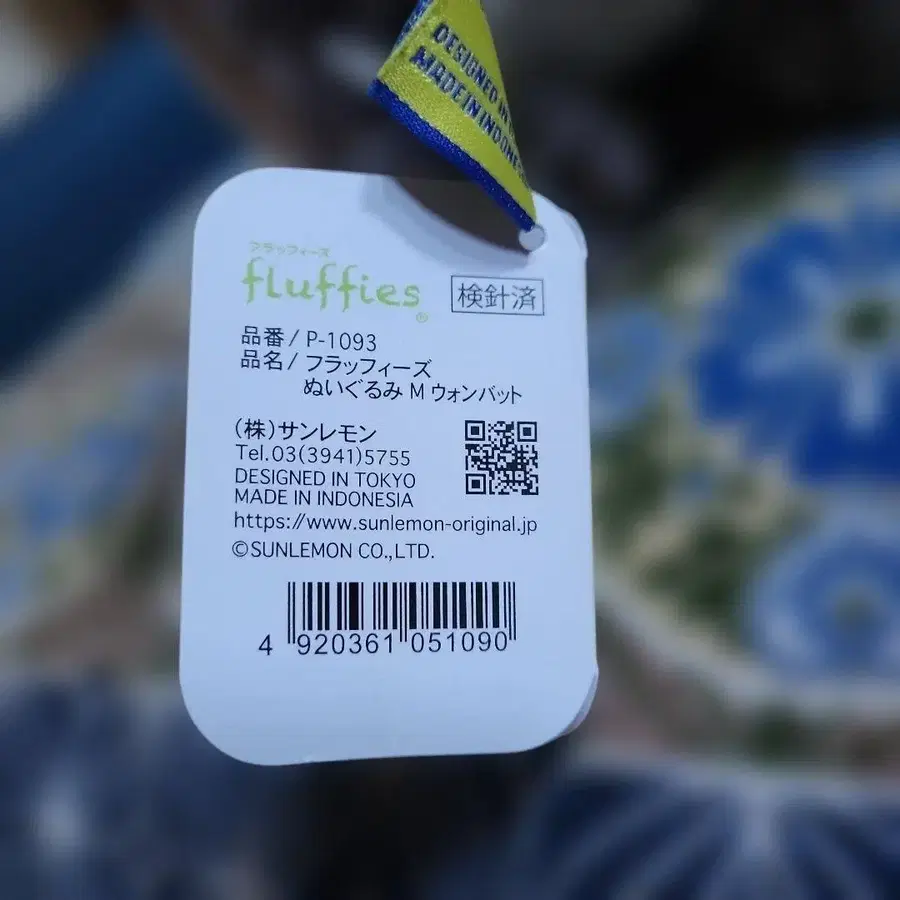 DESIGNED IN
MADE IN INDONE
フラッフィーズ
fluffies®
検針済
品番/ P-1093
品名/ フラッフィーズ
ぬいぐるみ M ウォンバット
(株)サンレモン
Tel.03(3941)5755
DESIGNED IN TOKYO
MADE IN INDONESIA
https://www.sunlemon-original.jp
©SUNLEMON CO.,LTD.
4 920361 051090